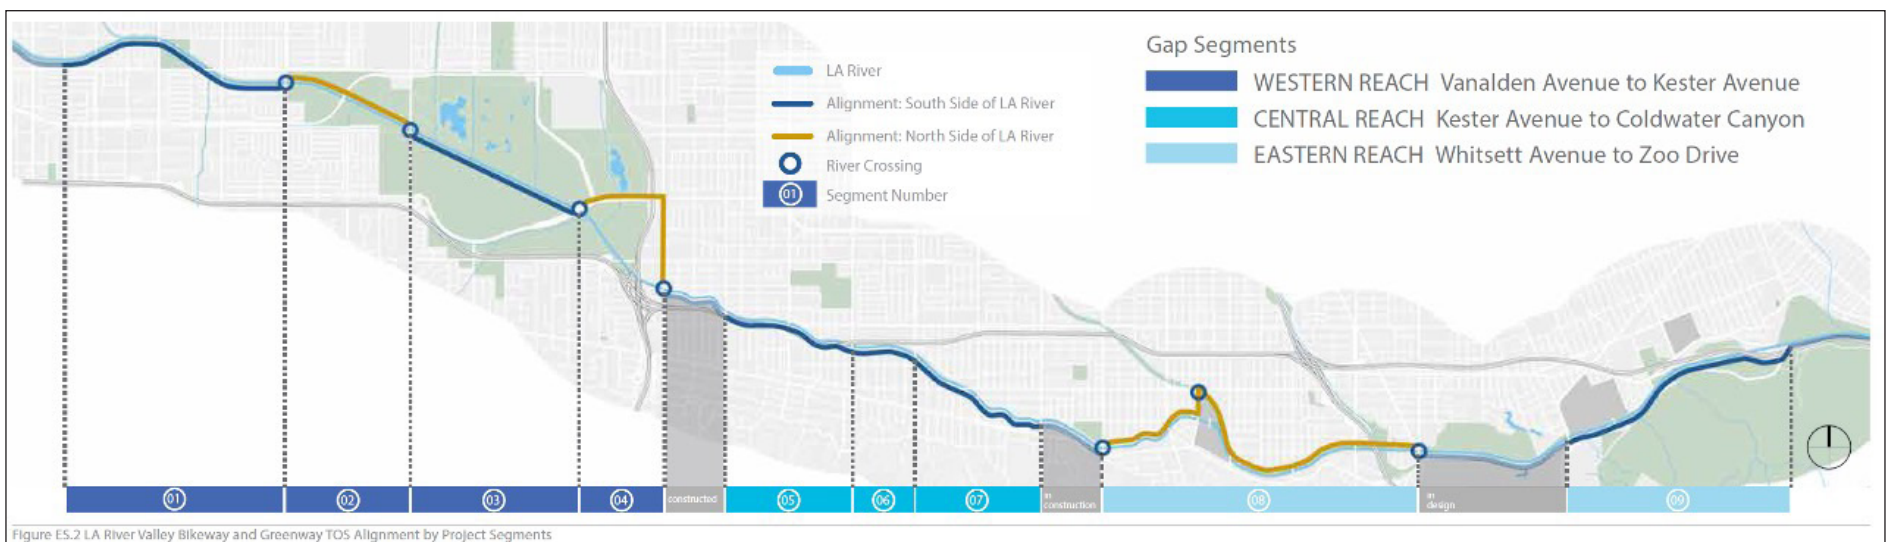 LA River
Alignment: South Side of LA River
Alignment: North Side of LA River
River Crossing
01 Segment Number
Gap Segments
WESTERN REACH Vanalden Avenue to Kester Avenue
CENTRAL REACH Kester Avenue to Coldwater Canyon
EASTERN REACH Whitsett Avenue to Zoo Drive
01
02
03
04
constructed
05
06
07
in
construction
08
in
design
09
Figure ES.2 LA River Valley Bikeway and Greenway TOS Alignment by Project Segments